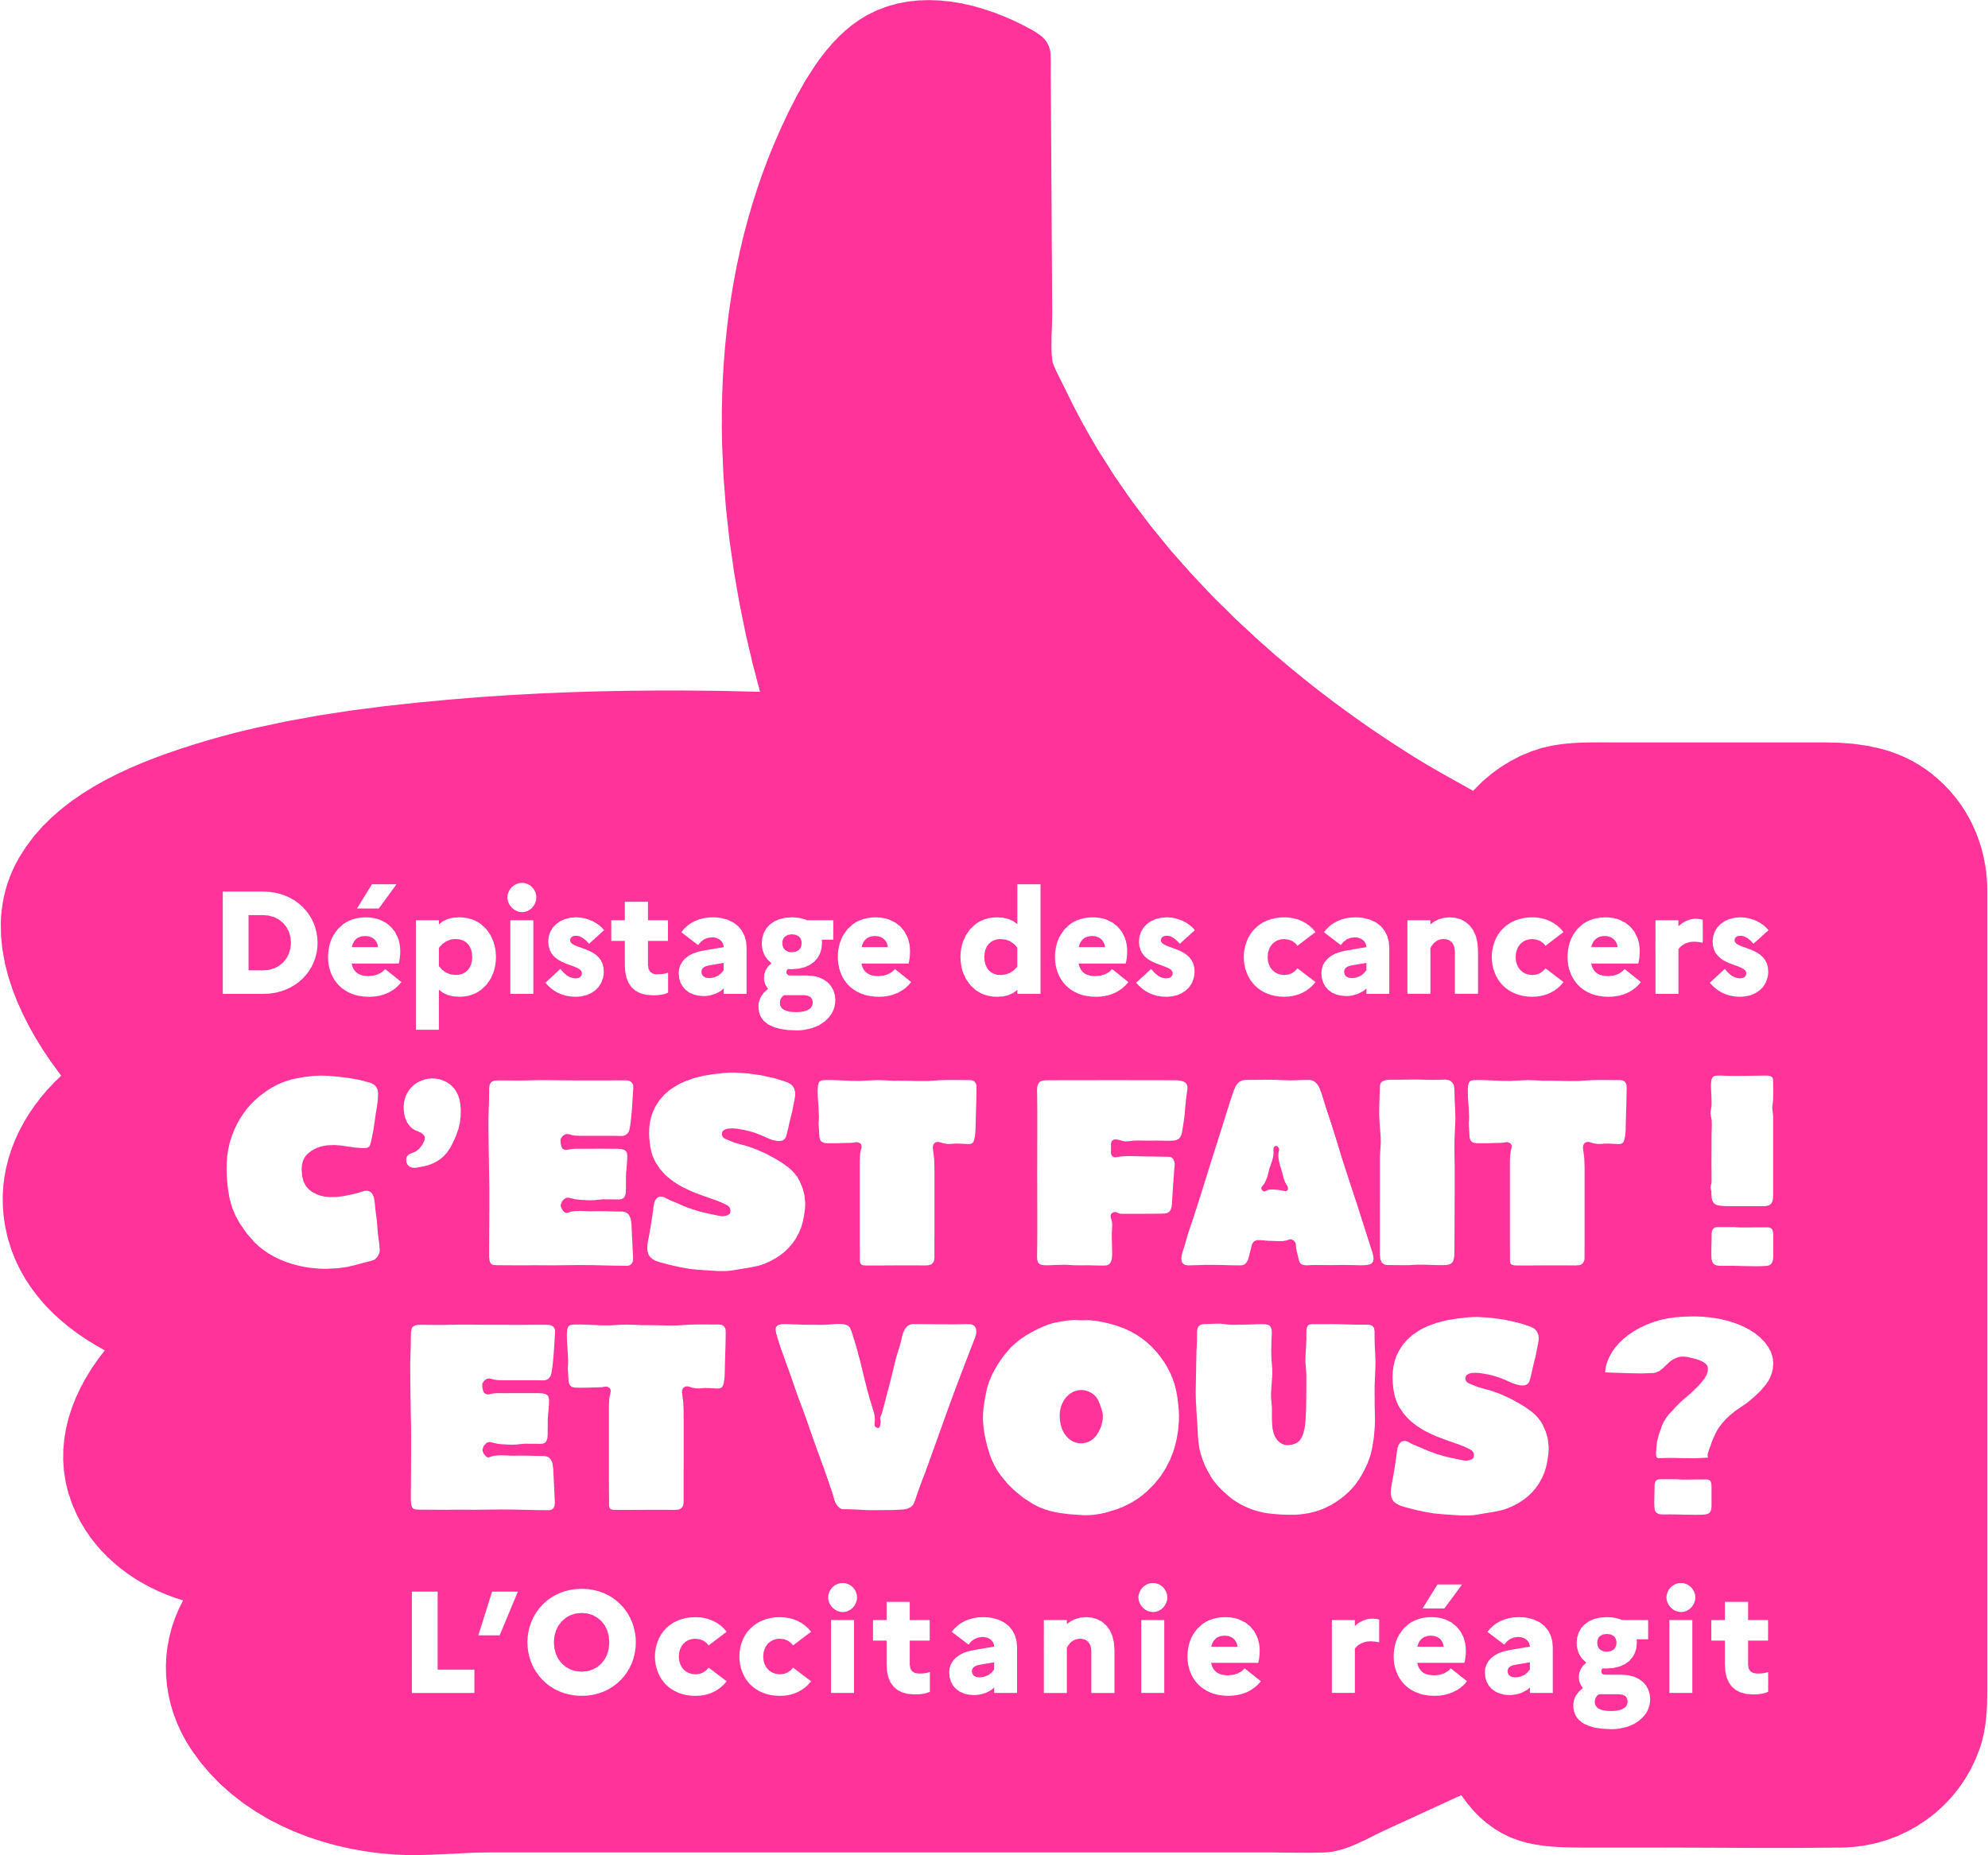 Dépistage des cancers
C’EST FAIT !
ET VOUS ?
L’Occitanie réagit